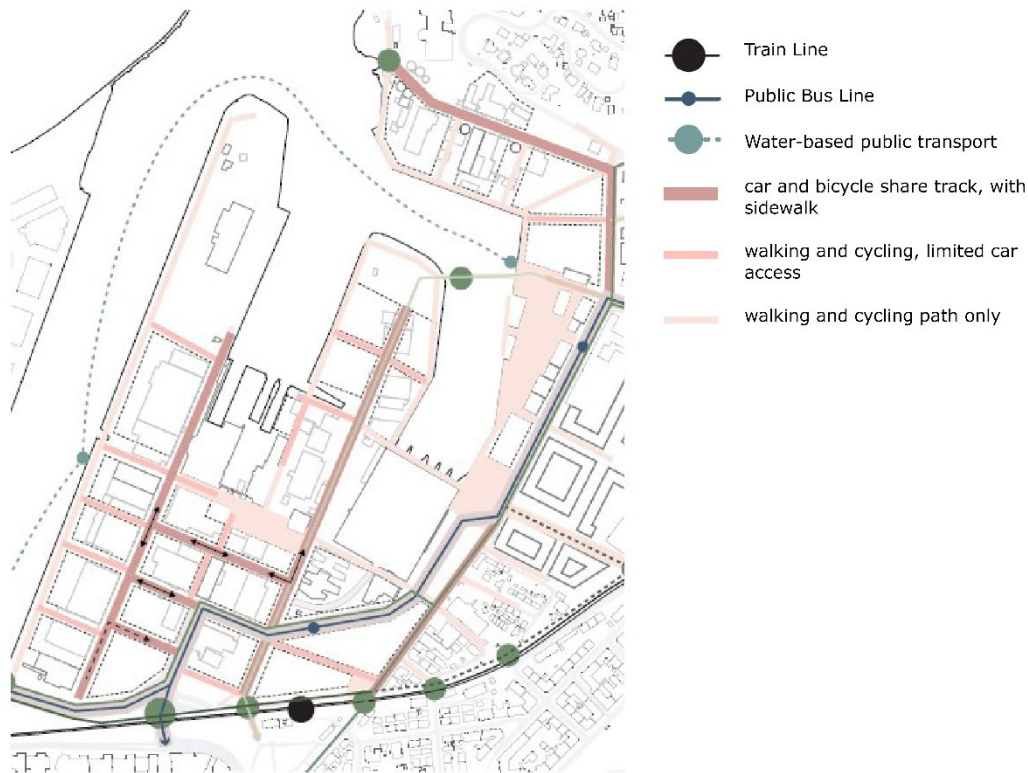 Train Line
Public Bus Line
Water-based public transport
car and bicycle share track, with
sidewalk
walking and cycling, limited car
access
walking and cycling path only